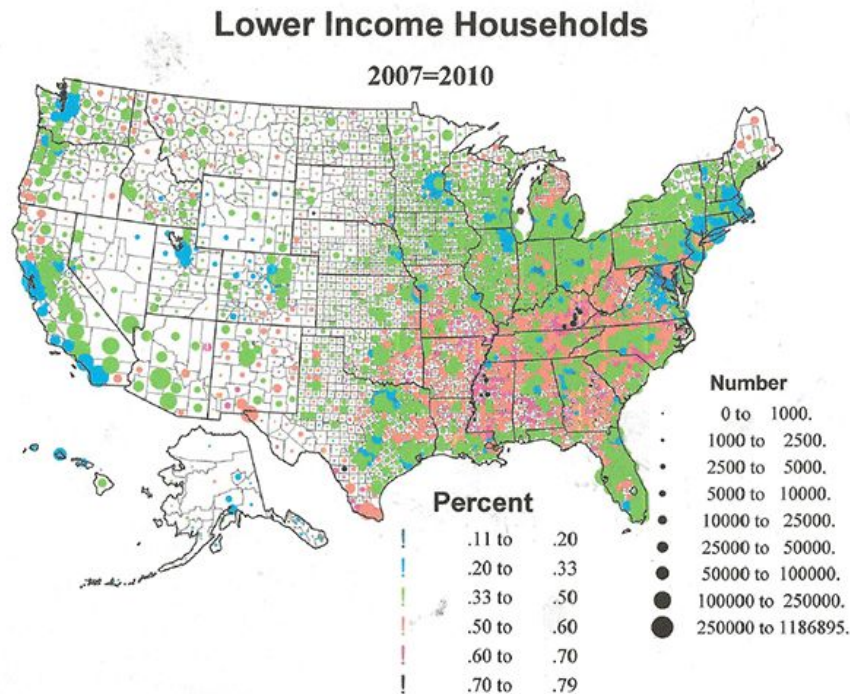 Lower Income Households
2007=2010
Number
0 to 1000.
1000 to 2500.
2500 to 5000.
5000 to 10000.
10000 to 25000.
25000 to 50000.
50000 to 100000.
100000 to 250000.
250000 to 1186895.
Percent
.11 to .20
.20 to .33
.33 to .50
.50 to .60
.60 to .70
.70 to .79